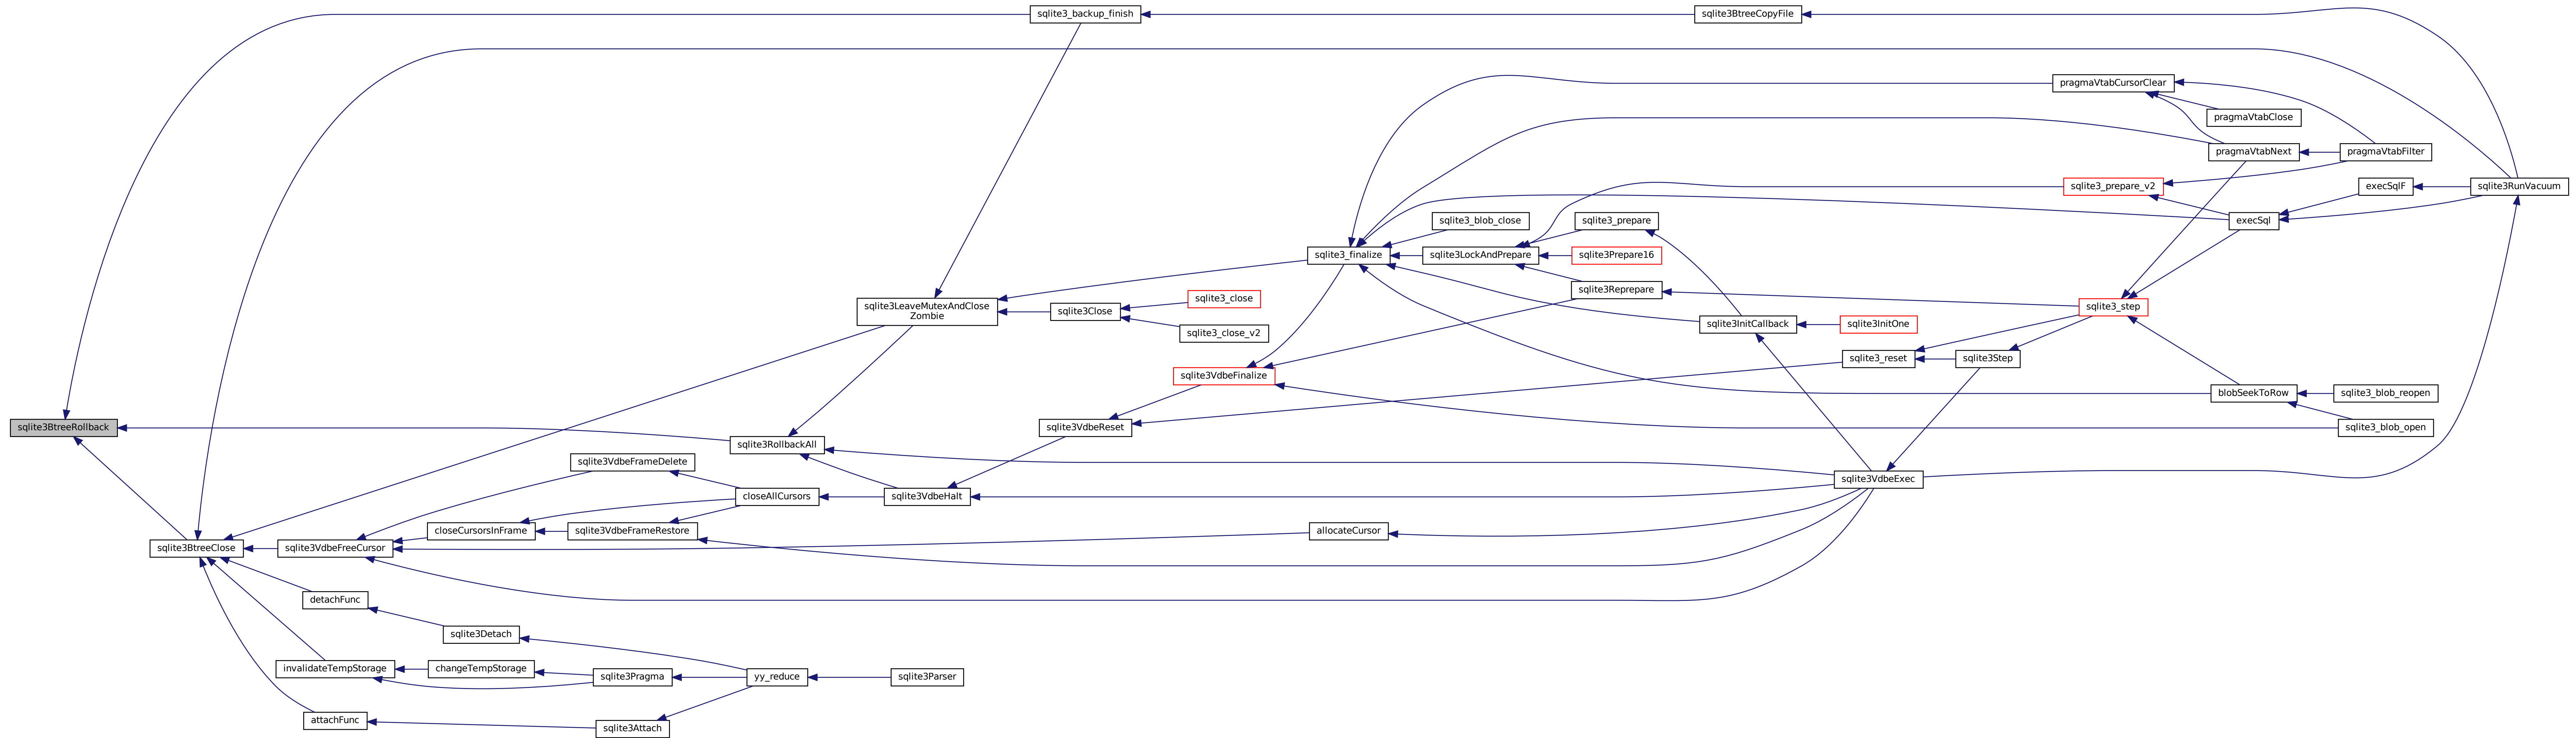 sqlite3_backup_finish
sqlite3BtreeCopyFile
pragmaVtabCursorClear
pragmaVtabClose
pragmaVtabNext
pragmaVtabFilter
sqlite3_prepare_v2
execSqlF
sqlite3RunVacuum
sqlite3_blob_close
sqlite3_prepare
execSql
sqlite3_finalize
sqlite3LockAndPrepare
sqlite3Prepare16
sqlite3Reprepare
sqlite3_close
sqlite3LeaveMutexAndClose
Zombie
sqlite3Close
sqlite3_step
sqlite3_close_v2
sqlite3InitCallback
sqlite3InitOne
sqlite3_reset
sqlite3Step
sqlite3VdbeFinalize
blobSeekToRow
sqlite3_blob_reopen
sqlite3BtreeRollback
sqlite3VdbeReset
sqlite3_blob_open
sqlite3RollbackAll
sqlite3VdbeFrameDelete
sqlite3VdbeExec
closeAllCursors
sqlite3VdbeHalt
closeCursorsInFrame
sqlite3VdbeFrameRestore
allocateCursor
sqlite3BtreeClose
sqlite3VdbeFreeCursor
detachFunc
sqlite3Detach
invalidateTempStorage
changeTempStorage
sqlite3Pragma
yy_reduce
sqlite3Parser
attachFunc
sqlite3Attach